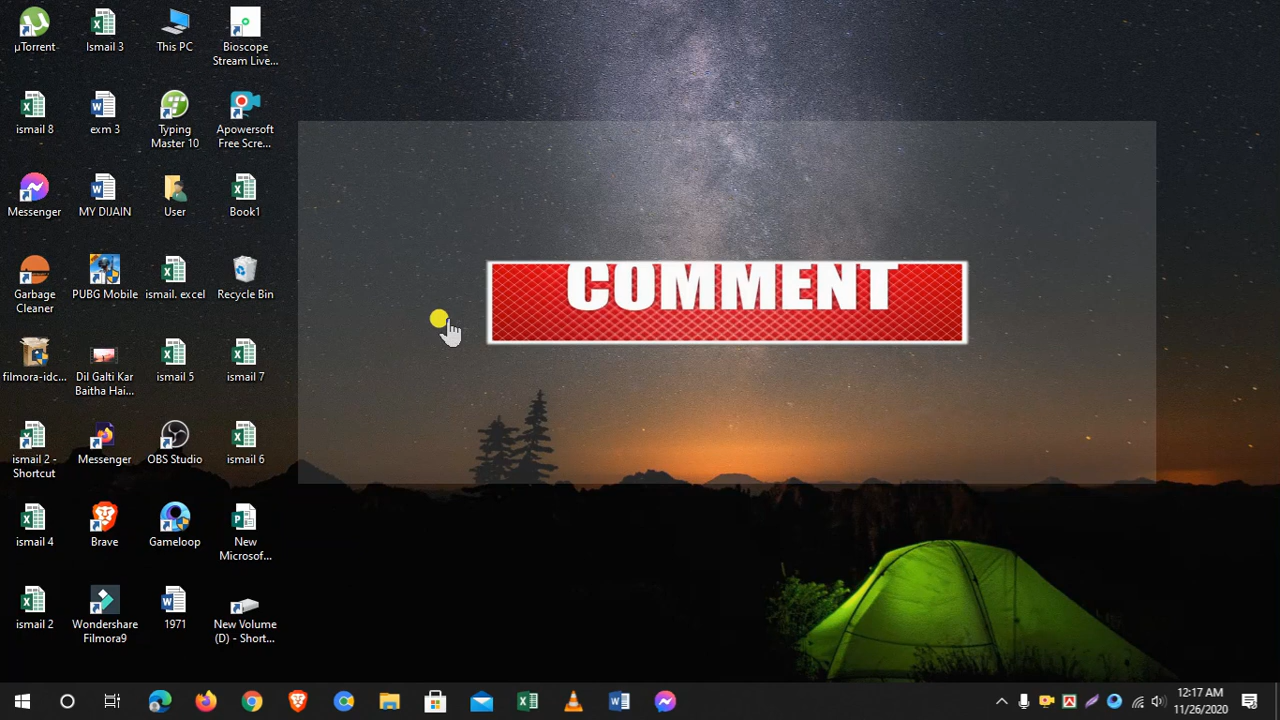 µTorrent
Ismail 3
This PC
Bioscope
Stream Live...
ismail 8
exm 3
Typing
Master 10
Apowersoft
Free Scre...
Messenger
MY DIJAIN
User
Book1
Garbage
Cleaner
PUBG Mobile
ismail. excel
Recycle Bin
filmora-idc...
Dil Galti Kar
Baitha Hai...
ismail 5
ismail 7
ismail 2 -
Shortcut
Messenger
OBS Studio
ismail 6
ismail 4
Brave
Gameloop
New
Microsof...
ismail 2
Wondershare
Filmora9
1971
New Volume
(D) - Short...
COMMENT
12:17 AM
11/26/2020